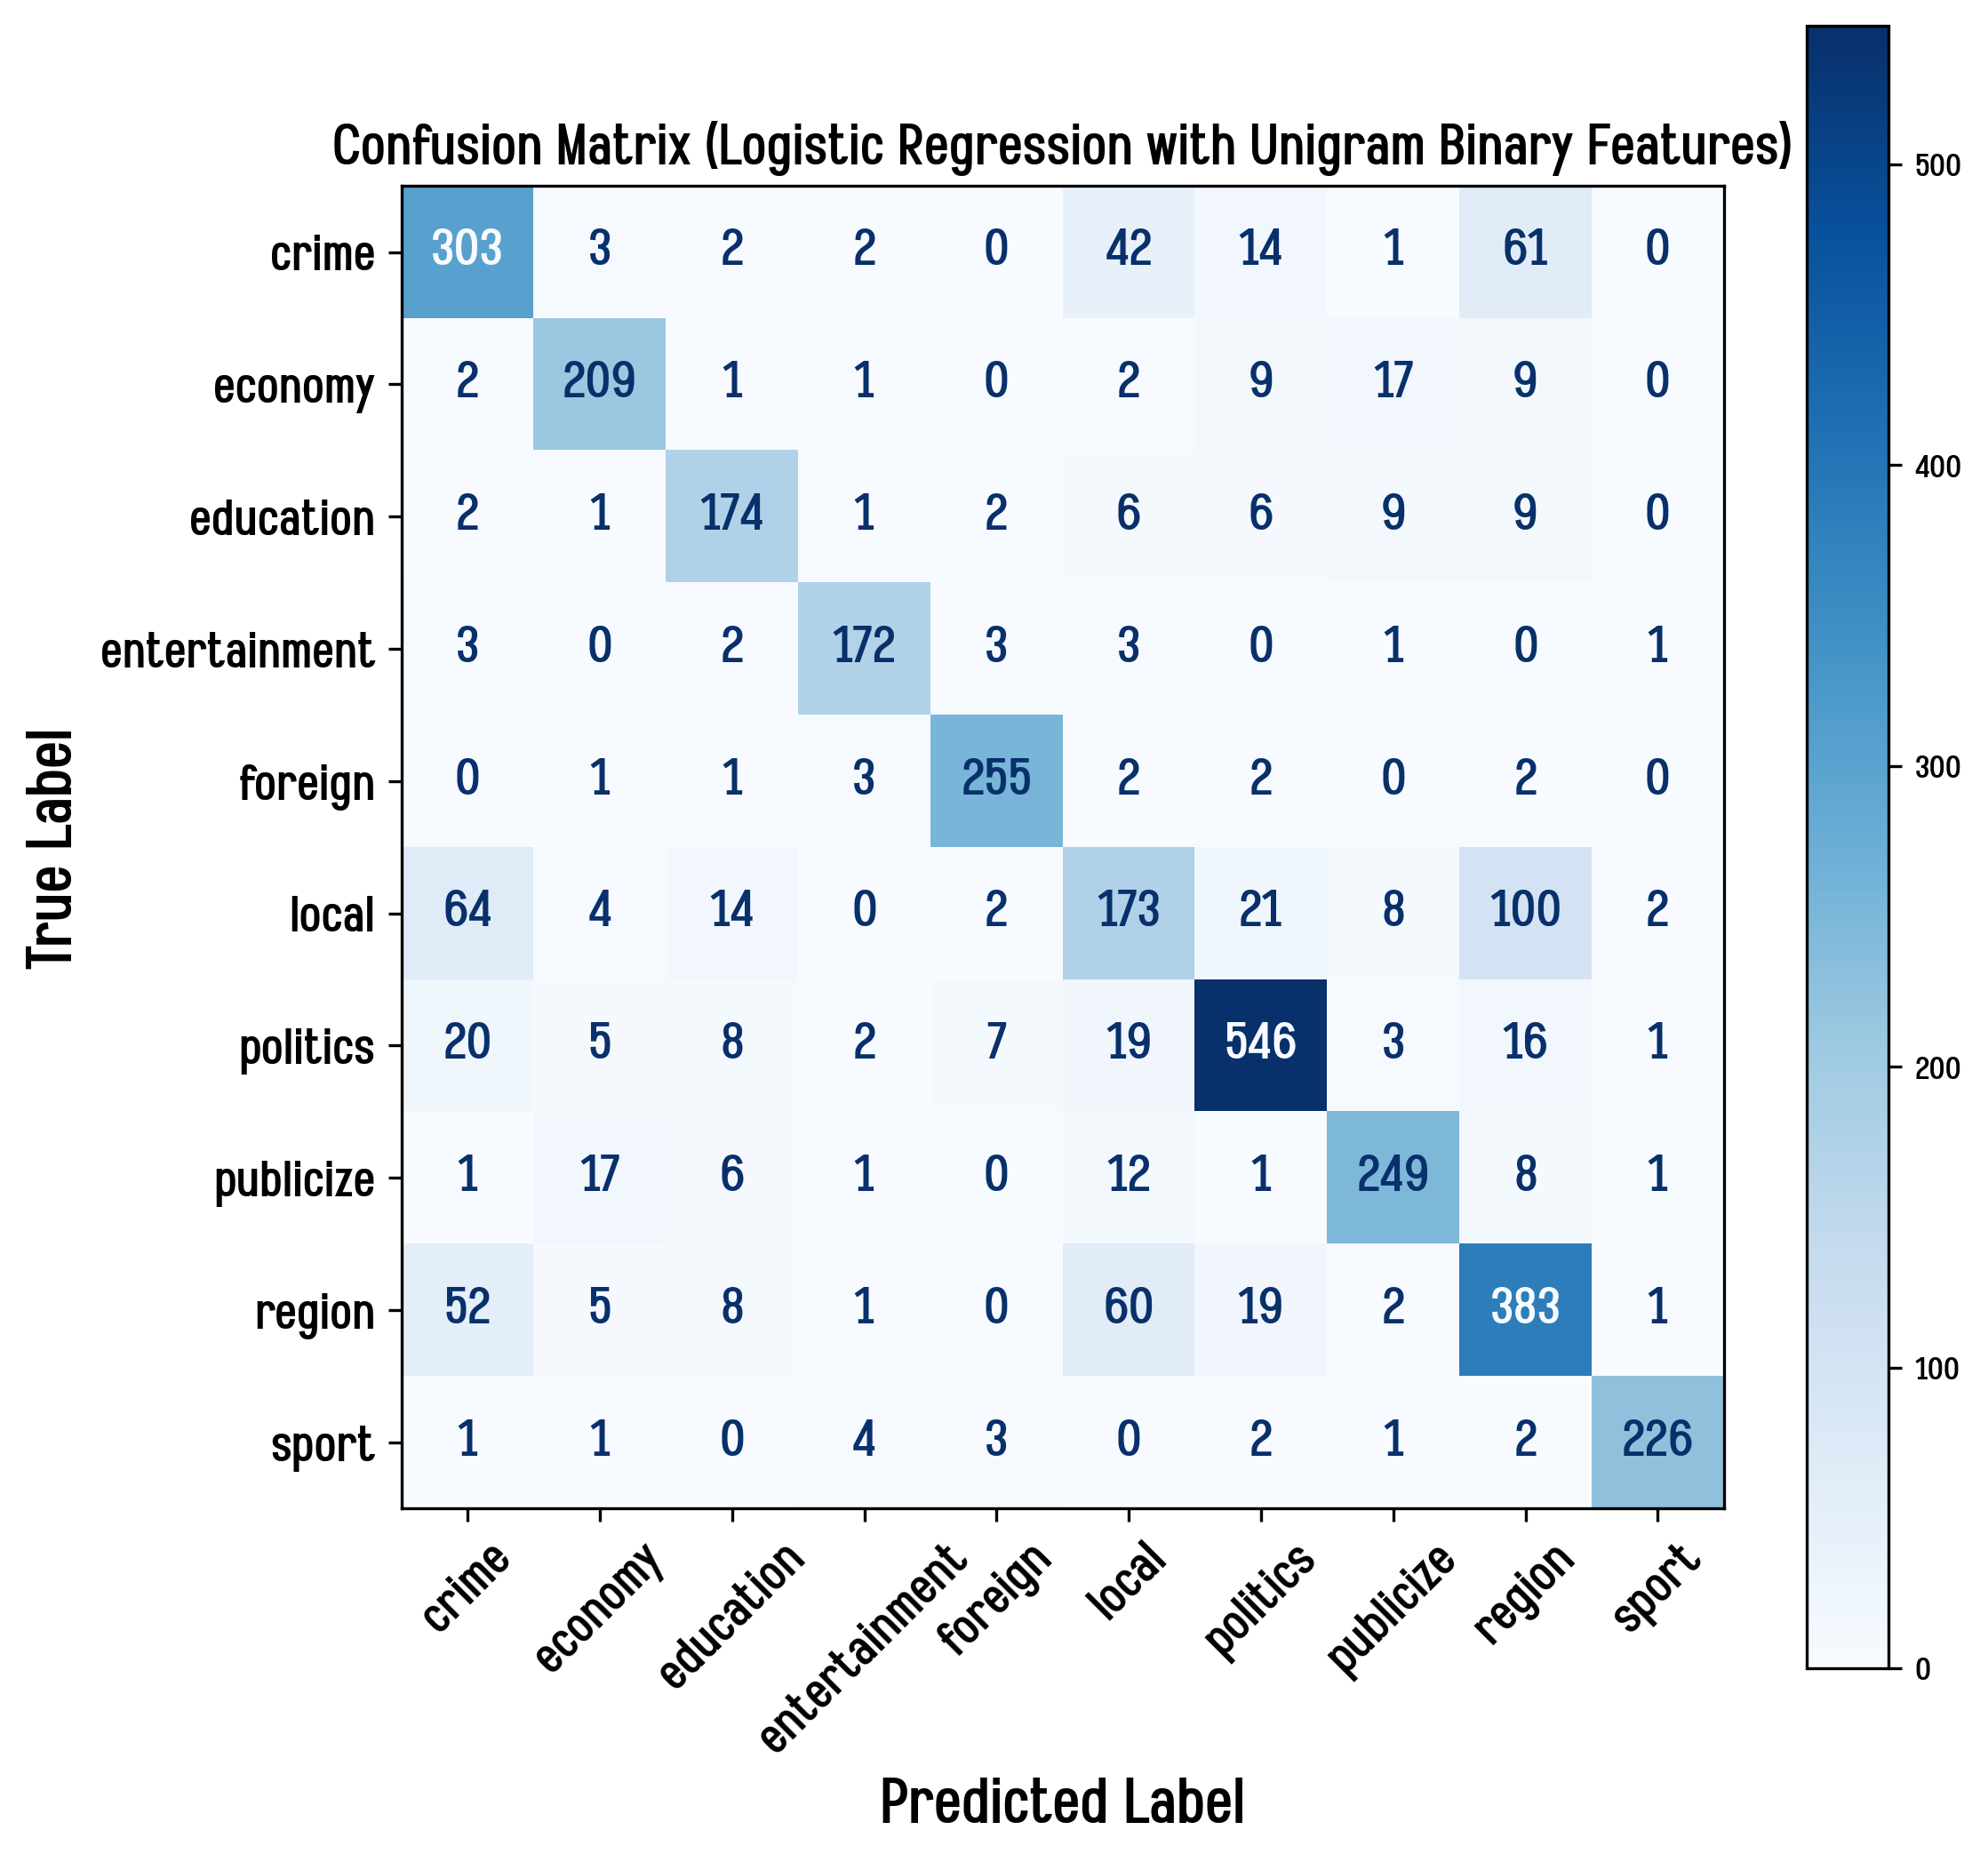 Confusion Matrix (Logistic Regression with Unigram Binary Features)
crime 303 3 2 2 0 42 14 1 61 0
economy 2 209 1 1 0 2 9 17 9 0
education 2 1 174 1 2 6 6 9 9 0
entertainment 3 0 2 172 3 3 0 1 0 1
foreign 0 1 1 3 255 2 2 0 2 0
local 64 4 14 0 2 173 21 8 100 2
politics 20 5 8 2 7 19 546 3 16 1
publicize 1 17 6 1 0 12 1 249 8 1
region 52 5 8 1 0 60 19 2 383 1
sport 1 1 0 4 3 0 2 1 2 226
crime economy education entertainment foreign local politics publicize region sport
Predicted Label
True Label
500
400
300
200
100
0